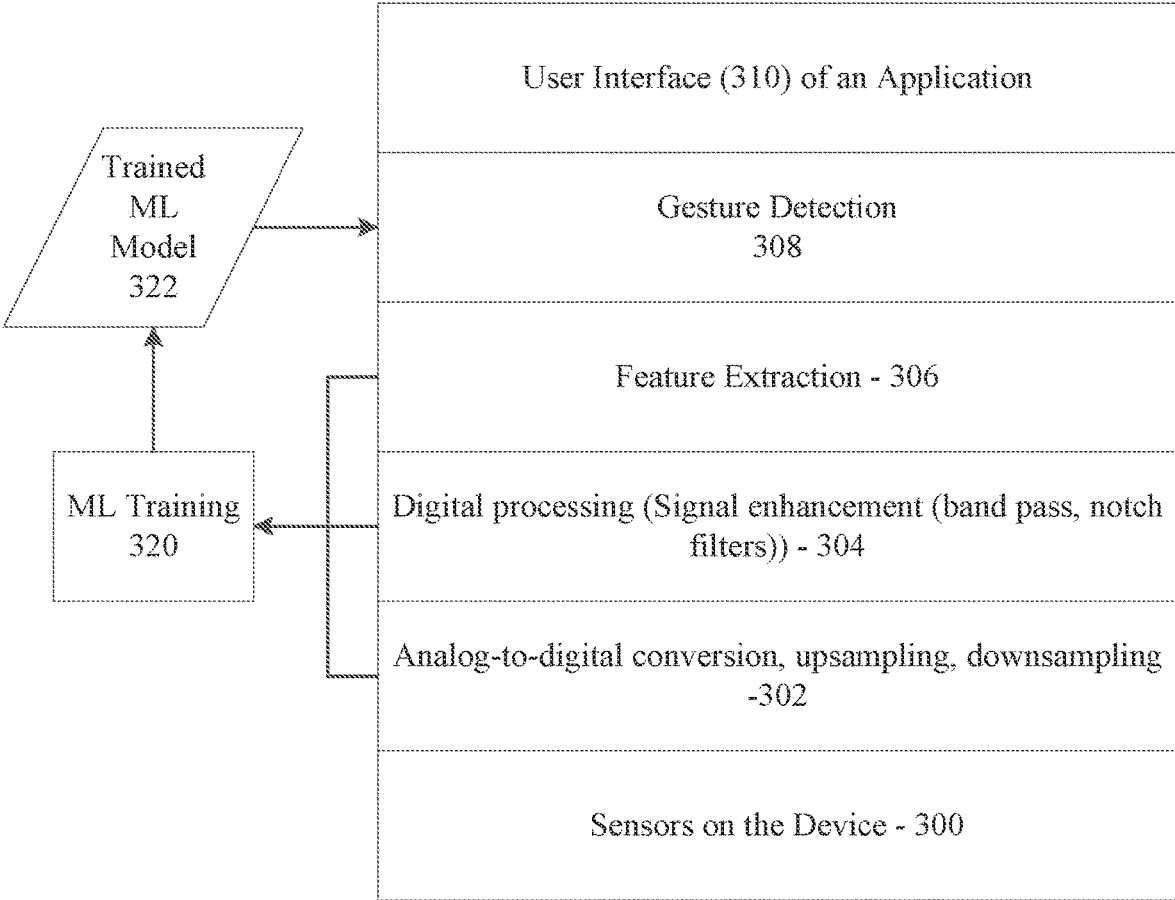 User Interface (310) of an Application
Trained
ML
Model
322
Gesture Detection
308
Feature Extraction - 306
ML Training
320
Digital processing (Signal enhancement (band pass, notch
filters)) - 304
Analog-to-digital conversion, upsampling, downsampling
-302
Sensors on the Device - 300